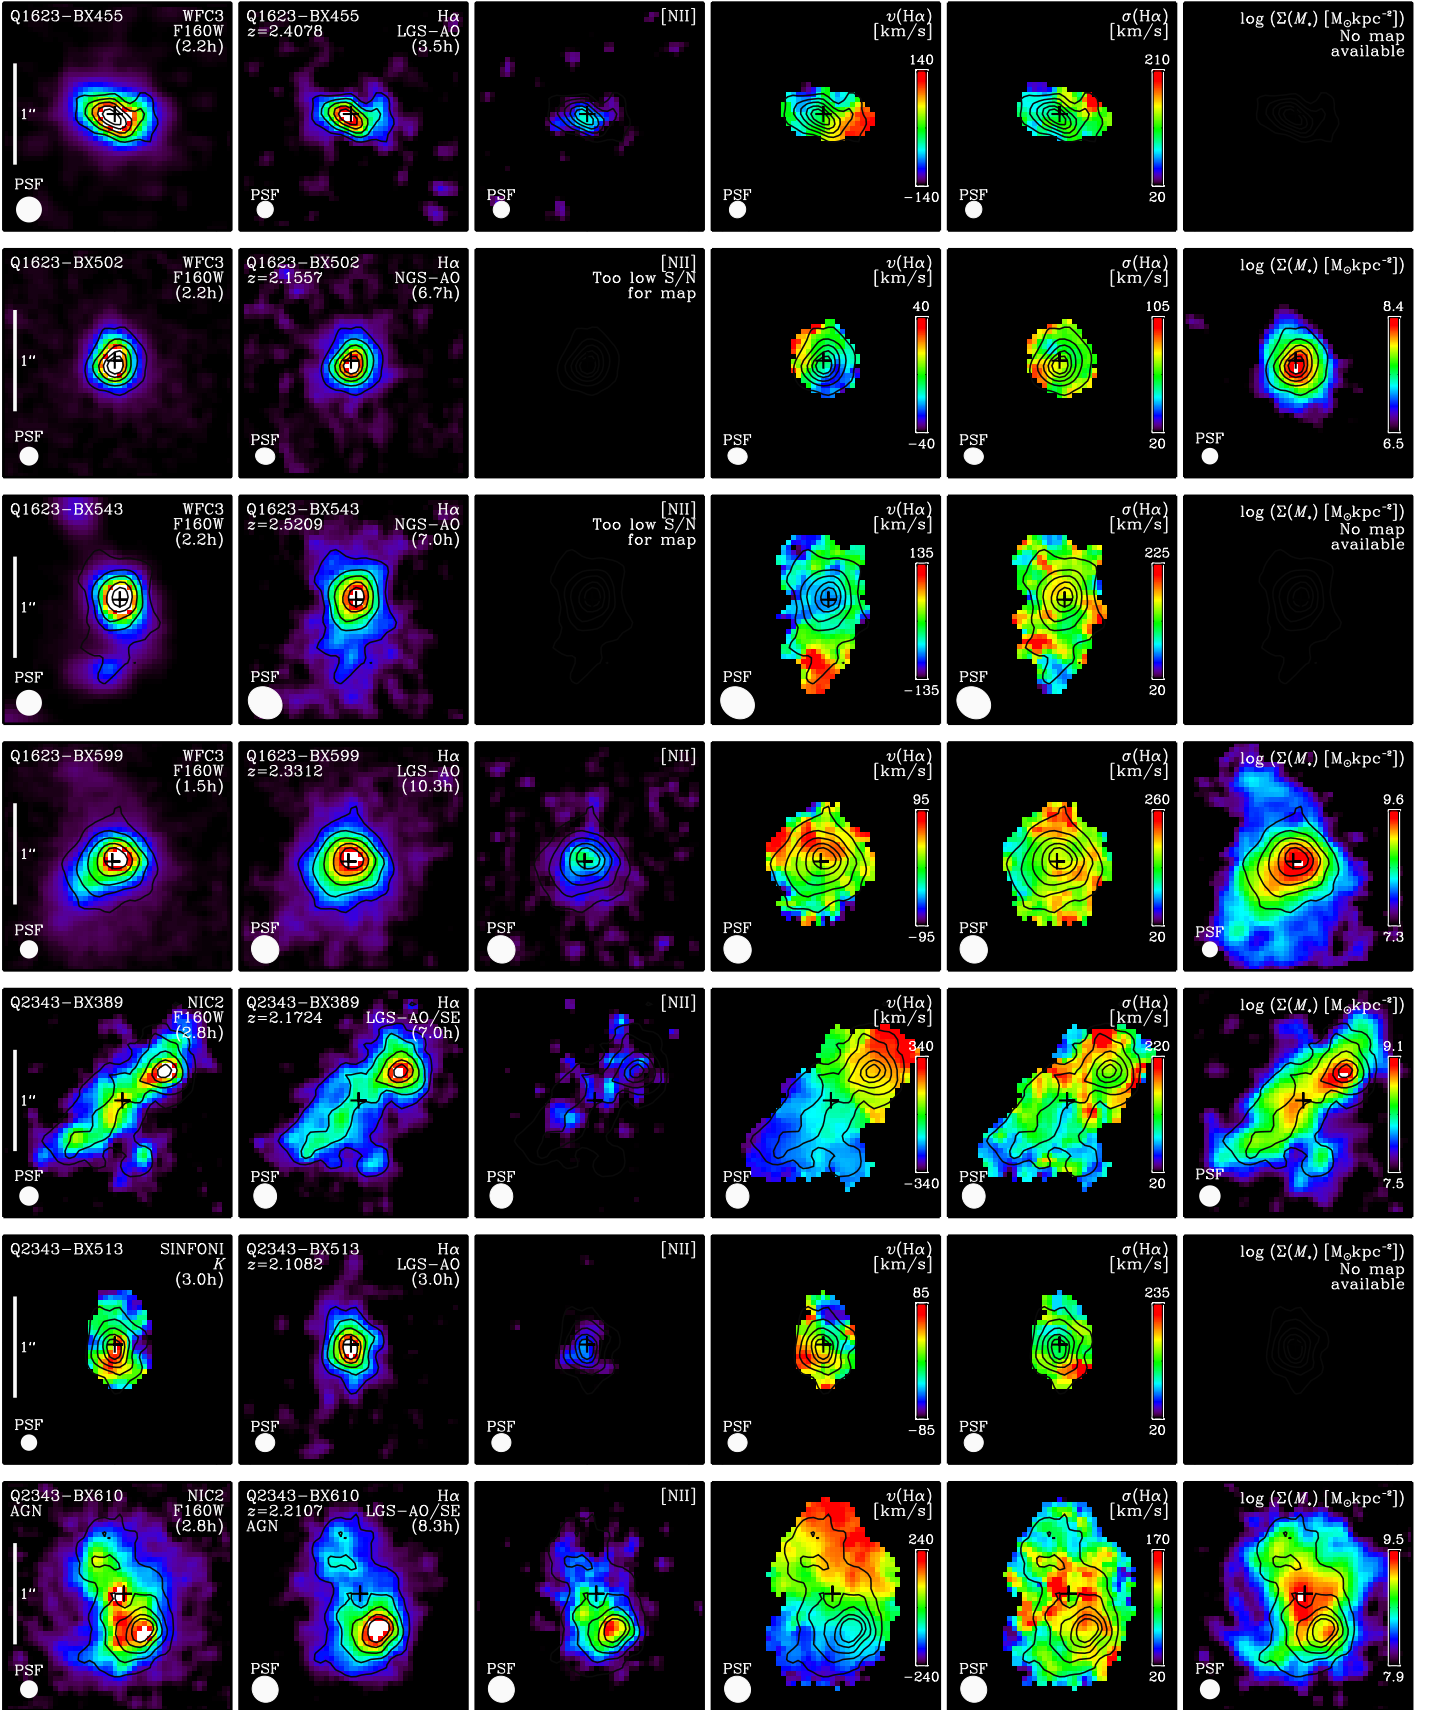 Q1623-BX455 WFC3
F160W
(2.2h)
1″
PSF
Q1623-BX455 Hα
z=2.4078 LGS-AO
(3.5h)
PSF
[NII]
PSF
v(Hα)
[km/s]
140
-140
PSF
σ(Hα)
[km/s]
210
20
PSF
log (Σ(M⋆) [M⊙kpc⁻²])
No map
available
Q1623-BX502 WFC3
F160W
(2.2h)
1″
PSF
Q1623-BX502 Hα
z=2.1557 NGS-AO
(6.7h)
PSF
[NII]
Too low S/N
for map
v(Hα)
[km/s]
40
-40
PSF
σ(Hα)
[km/s]
105
20
PSF
log (Σ(M⋆) [M⊙kpc⁻²])
8.4
6.5
PSF
Q1623-BX543 WFC3
F160W
(2.2h)
1″
PSF
Q1623-BX543 Hα
z=2.5209 NGS-AO
(7.0h)
PSF
[NII]
Too low S/N
for map
v(Hα)
[km/s]
135
-135
PSF
σ(Hα)
[km/s]
225
20
PSF
log (Σ(M⋆) [M⊙kpc⁻²])
No map
available
Q1623-BX599 WFC3
F160W
(1.5h)
1″
PSF
Q1623-BX599 Hα
z=2.3312 LGS-AO
(10.3h)
PSF
[NII]
PSF
v(Hα)
[km/s]
95
-95
PSF
σ(Hα)
[km/s]
260
20
PSF
log (Σ(M⋆) [M⊙kpc⁻²])
9.6
7.3
PSF
Q2343-BX389 NIC2
F160W
(2.8h)
1″
PSF
Q2343-BX389 Hα
z=2.1724 LGS-AO/SE
(7.0h)
PSF
[NII]
PSF
v(Hα)
[km/s]
340
-340
PSF
σ(Hα)
[km/s]
220
20
PSF
log (Σ(M⋆) [M⊙kpc⁻²])
9.1
7.5
PSF
Q2343-BX513 SINFONI
K
(3.0h)
1″
PSF
Q2343-BX513 Hα
z=2.1082 LGS-AO
(3.0h)
PSF
[NII]
PSF
v(Hα)
[km/s]
85
-85
PSF
σ(Hα)
[km/s]
235
20
PSF
log (Σ(M⋆) [M⊙kpc⁻²])
No map
available
Q2343-BX610 NIC2
AGN F160W
(2.8h)
1″
PSF
Q2343-BX610 Hα
z=2.2107 LGS-AO/SE
AGN (8.3h)
PSF
[NII]
PSF
v(Hα)
[km/s]
240
-240
PSF
σ(Hα)
[km/s]
170
20
PSF
log (Σ(M⋆) [M⊙kpc⁻²])
9.5
7.9
PSF